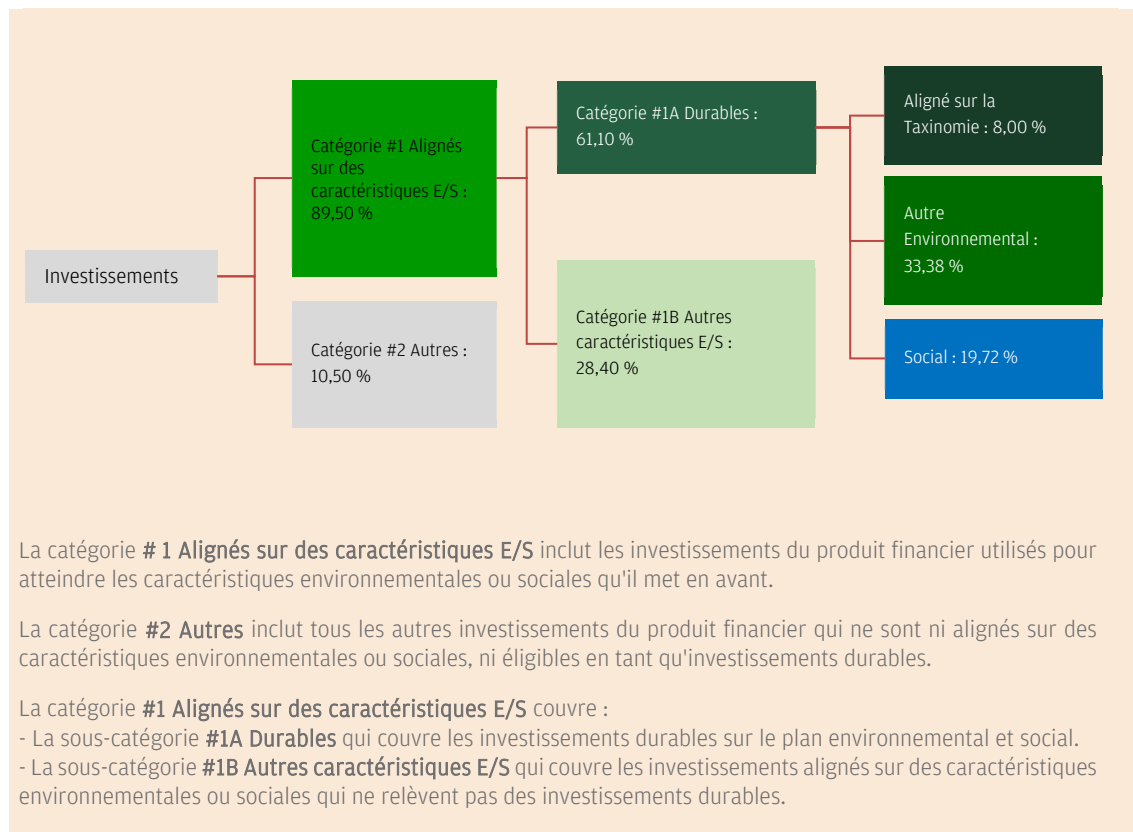 Investissements
Catégorie #1 Alignés
sur des
caractéristiques E/S :
89,50 %
Catégorie #2 Autres :
10,50 %
Catégorie #1A Durables :
61,10 %
Catégorie #1B Autres
caractéristiques E/S :
28,40 %
Aligné sur la
Taxinomie : 8,00 %
Autre
Environnemental :
33,38 %
Social : 19,72 %
La catégorie # 1 Alignés sur des caractéristiques E/S inclut les investissements du produit financier utilisés pour
atteindre les caractéristiques environnementales ou sociales qu'il met en avant.
La catégorie #2 Autres inclut tous les autres investissements du produit financier qui ne sont ni alignés sur des
caractéristiques environnementales ou sociales, ni éligibles en tant qu'investissements durables.
La catégorie #1 Alignés sur des caractéristiques E/S couvre :
- La sous-catégorie #1A Durables qui couvre les investissements durables sur le plan environnemental et social.
- La sous-catégorie #1B Autres caractéristiques E/S qui couvre les investissements alignés sur des caractéristiques
environnementales ou sociales qui ne relèvent pas des investissements durables.